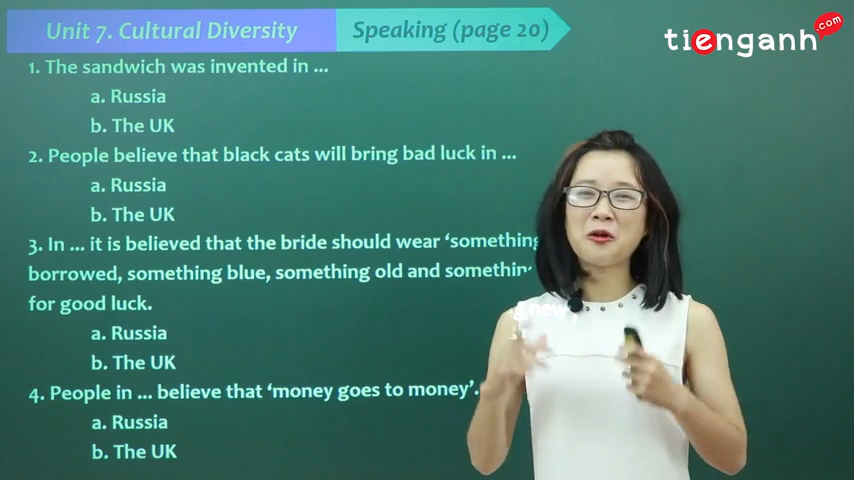 Unit 7. Cultural Diversity
Speaking (page 20)
tienganh.com
1. The sandwich was invented in ...
a. Russia
b. The UK
2. People believe that black cats will bring bad luck in ...
a. Russia
b. The UK
3. In ... it is believed that the bride should wear ‘something
borrowed, something blue, something old and somethin
g new’
for good luck.
a. Russia
b. The UK
4. People in ... believe that ‘money goes to money’.
a. Russia
b. The UK